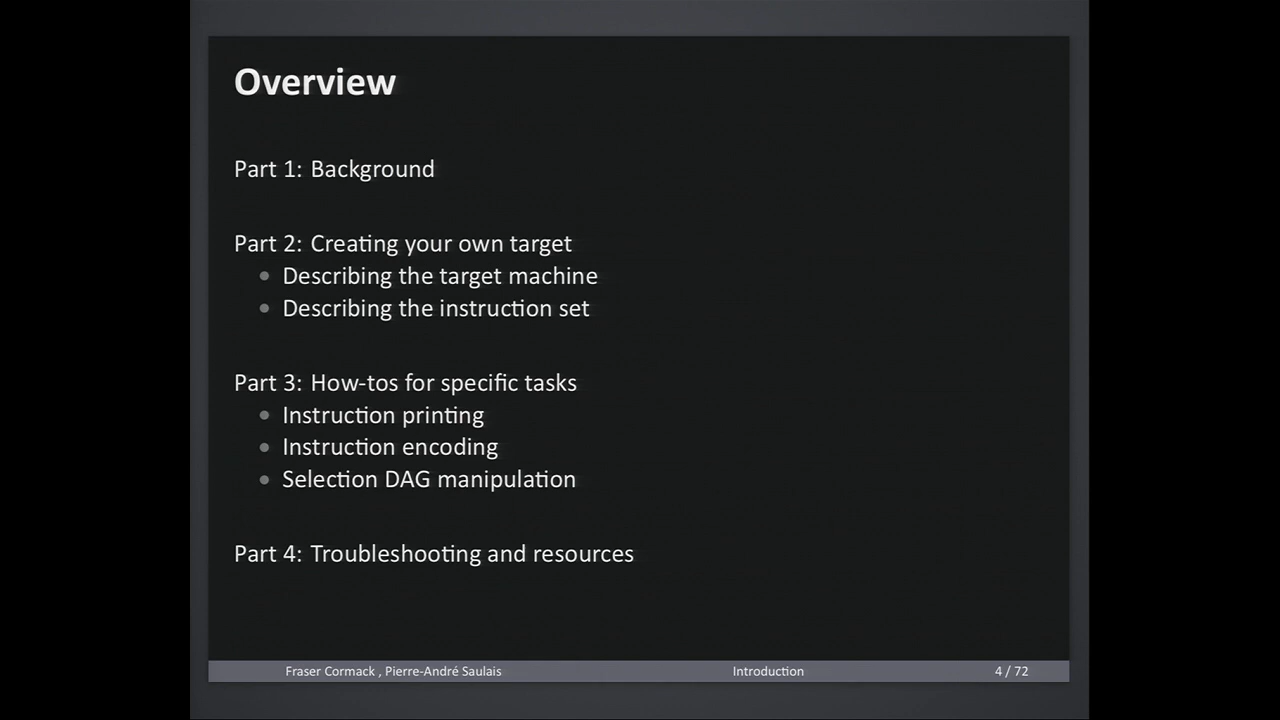 Overview
Part 1: Background
Part 2: Creating your own target
• Describing the target machine
• Describing the instruction set
Part 3: How-tos for specific tasks
• Instruction printing
• Instruction encoding
• Selection DAG manipulation
Part 4: Troubleshooting and resources
Fraser Cormack , Pierre-André Saulais Introduction 4 / 72